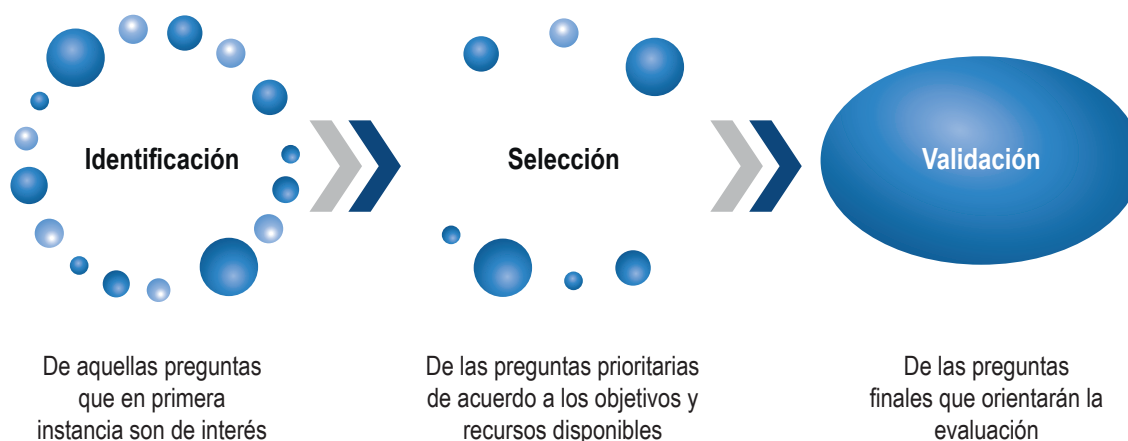 Identificación
Selección
Validación
De aquellas preguntas
que en primera
instancia son de interés
De las preguntas prioritarias
de acuerdo a los objetivos y
recursos disponibles
De las preguntas
finales que orientarán la
evaluación